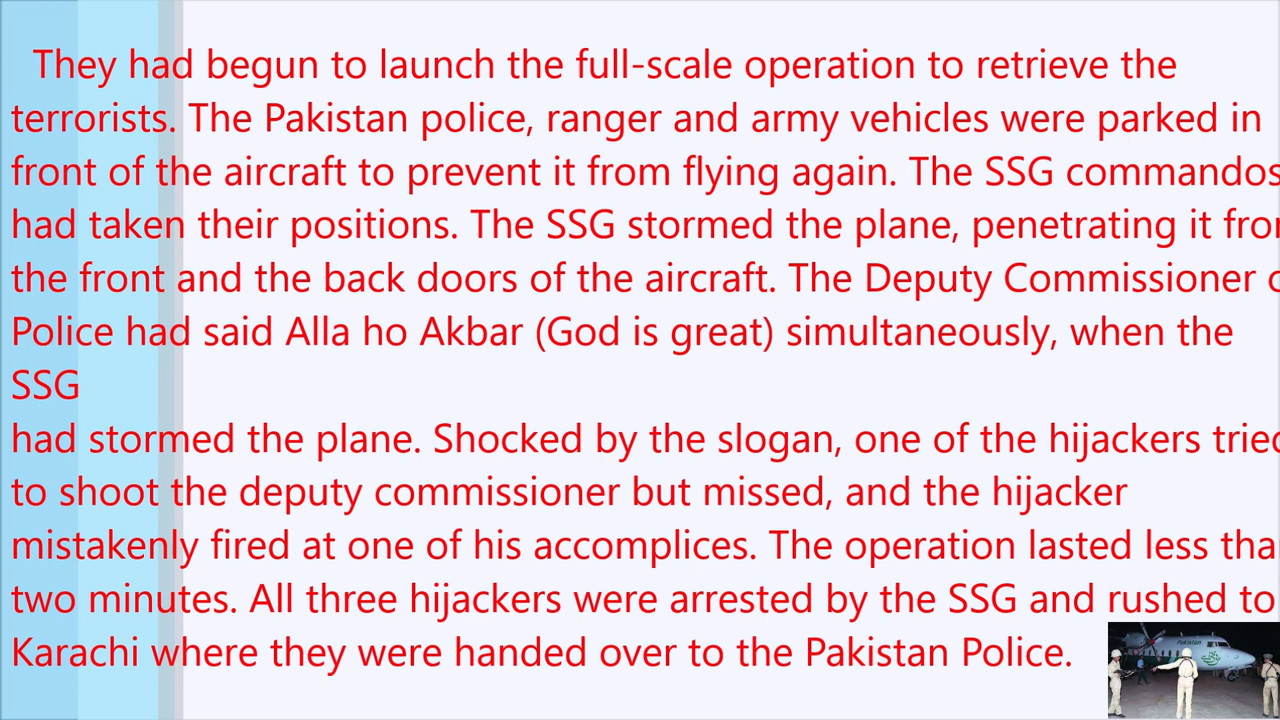 They had begun to launch the full-scale operation to retrieve the
terrorists. The Pakistan police, ranger and army vehicles were parked in
front of the aircraft to prevent it from flying again. The SSG commandos
had taken their positions. The SSG stormed the plane, penetrating it
the front and the back doors of the aircraft. The Deputy Commissioner
Police had said Alla ho Akbar (God is great) simultaneously, when the
SSG
had stormed the plane. Shocked by the slogan, one of the hijackers tried
to shoot the deputy commissioner but missed, and the hijacker
mistakenly fired at one of his accomplices. The operation lasted less
two minutes. All three hijackers were arrested by the SSG and rushed to
Karachi where they were handed over to the Pakistan Police.
Pakistan